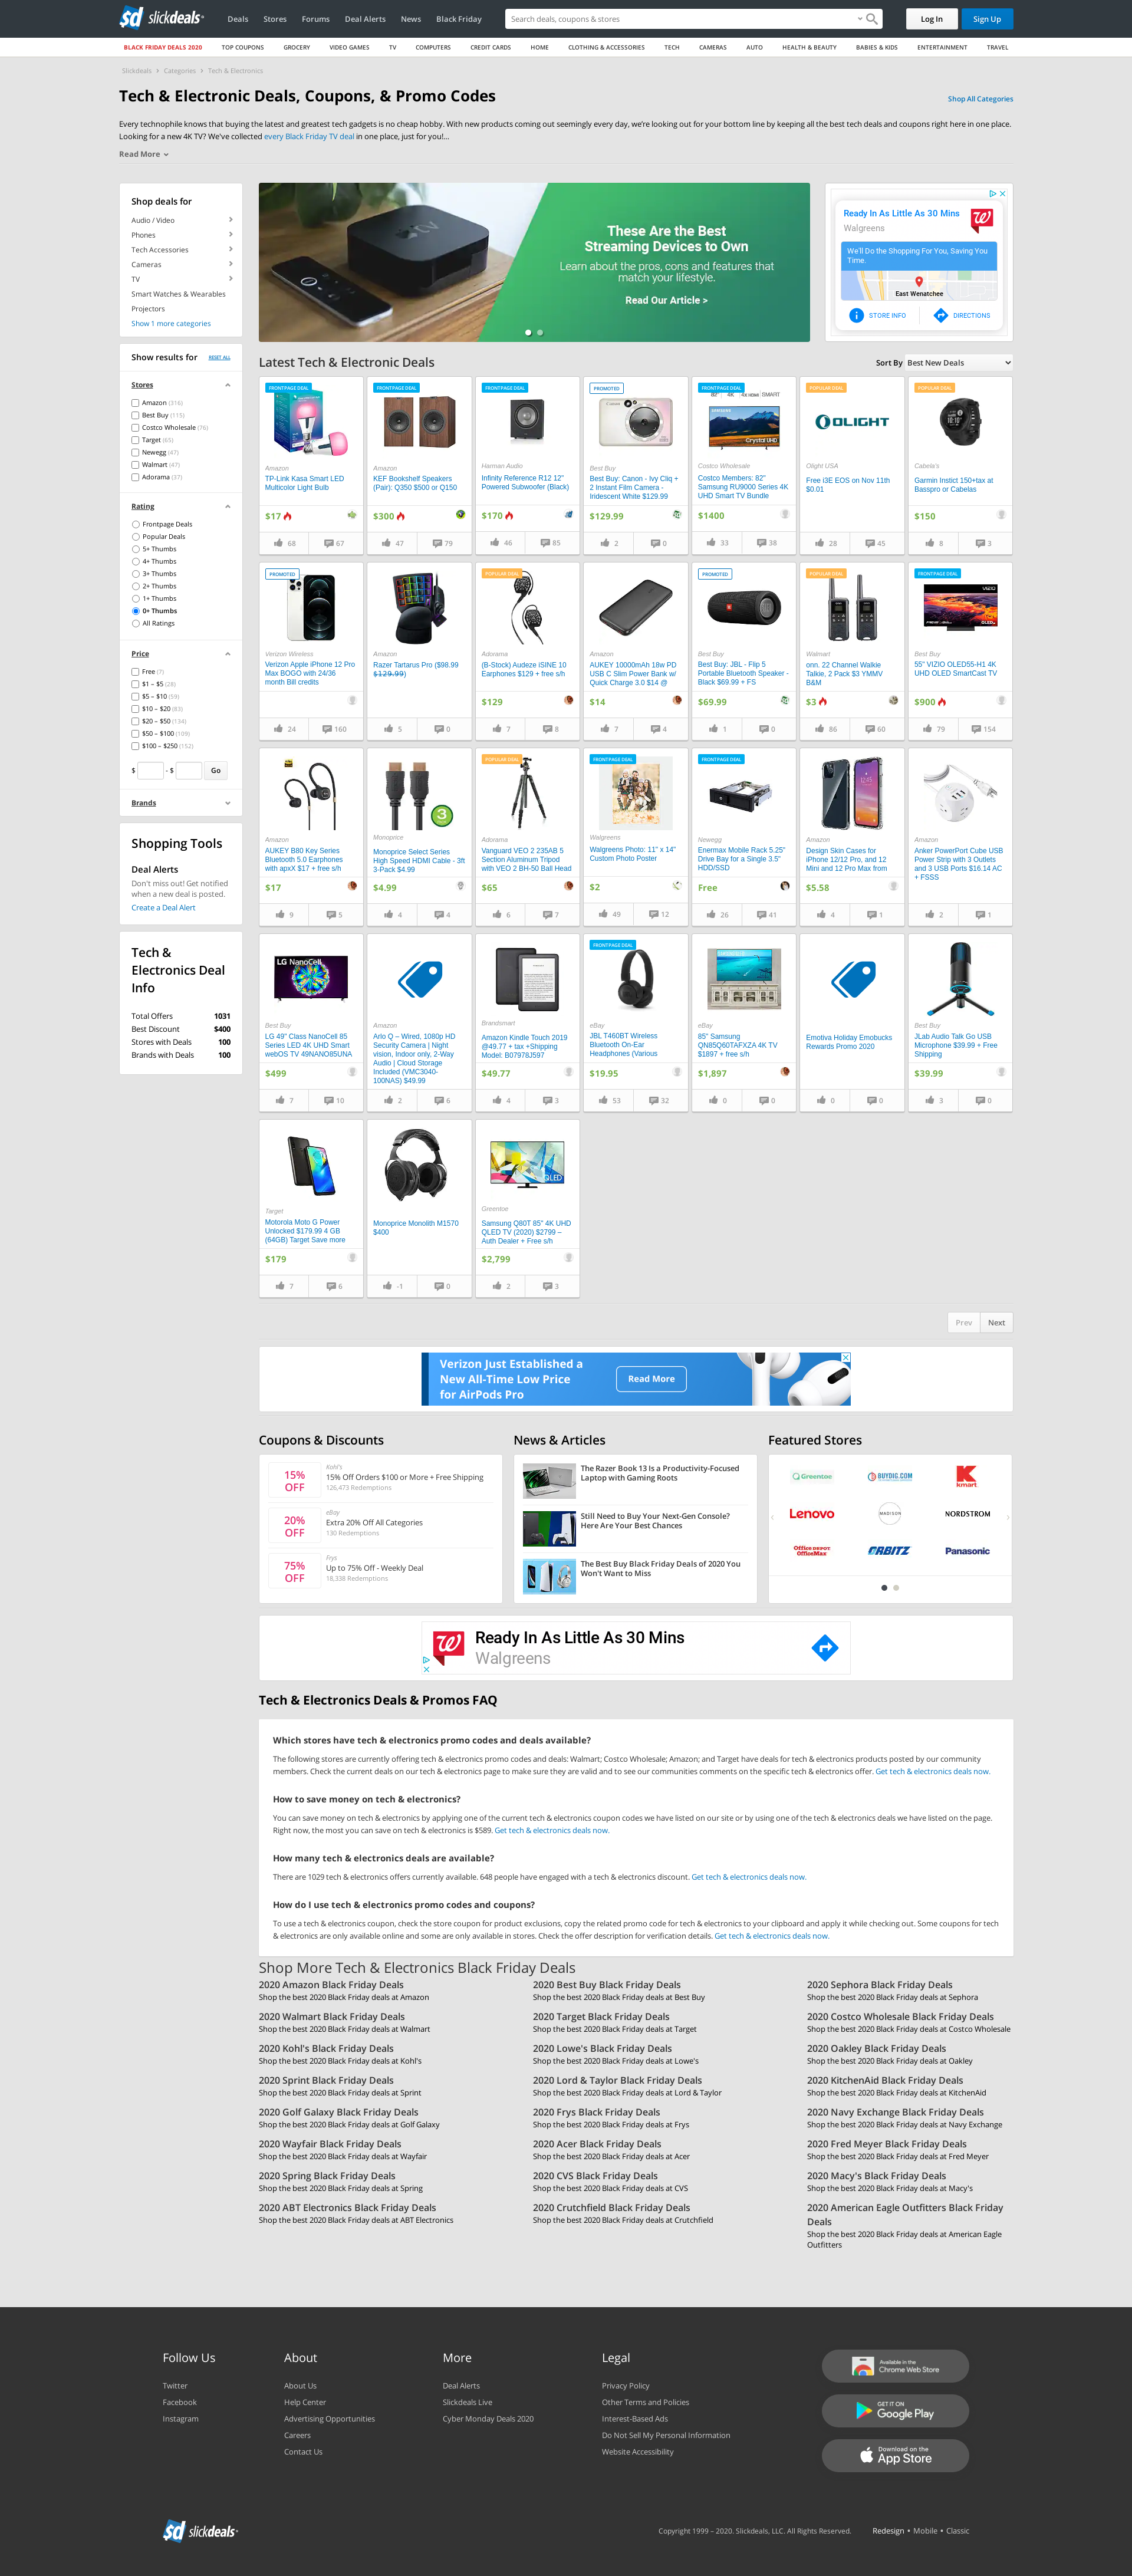 sd slickdeals
Deals Stores Forums Deal Alerts News Black Friday
Search deals, coupons & stores
Log In
Sign Up
BLACK FRIDAY DEALS 2020 TOP COUPONS GROCERY VIDEO GAMES TV COMPUTERS CREDIT CARDS HOME CLOTHING & ACCESSORIES TECH CAMERAS AUTO HEALTH & BEAUTY BABIES & KIDS ENTERTAINMENT TRAVEL
Slickdeals › Categories › Tech & Electronics
Tech & Electronic Deals, Coupons, & Promo Codes
Shop All Categories
Every technophile knows that buying the latest and greatest tech gadgets is no cheap hobby. With new products coming out seemingly every day, we're looking out for your bottom line by keeping all the best tech deals and coupons right here in one place.
Looking for a new 4K TV? We've collected every Black Friday TV deal in one place, just for you!...
Read More
Shop deals for
Audio / Video
Phones
Tech Accessories
Cameras
TV
Smart Watches & Wearables
Projectors
Show 1 more categories
Show results for RESET ALL
Stores
Amazon (316)
Best Buy (115)
Costco Wholesale (76)
Target (65)
Newegg (47)
Walmart (47)
Adorama (37)
Rating
Frontpage Deals
Popular Deals
5+ Thumbs
4+ Thumbs
3+ Thumbs
2+ Thumbs
1+ Thumbs
0+ Thumbs
All Ratings
Price
Free (7)
$1 – $5 (28)
$5 – $10 (59)
$10 – $20 (83)
$20 – $50 (134)
$50 – $100 (109)
$100 – $250 (152)
$ - $ Go
Brands
Shopping Tools
Deal Alerts
Don't miss out! Get notified
when a new deal is posted.
Create a Deal Alert
Tech &
Electronics Deal
Info
Total Offers 1031
Best Discount $400
Stores with Deals 100
Brands with Deals 100
tv
These Are the Best
Streaming Devices to Own
Learn about the pros, cons and features that
match your lifestyle.
Read Our Article >
Ready In As Little As 30 Mins
Walgreens
We'll Do the Shopping For You, Saving You
Time.
East Wenatchee
STORE INFO
DIRECTIONS
Latest Tech & Electronic Deals
Sort By Best New Deals
FRONTPAGE DEAL
Amazon
TP-Link Kasa Smart LED
Multicolor Light Bulb
$17
68 67
FRONTPAGE DEAL
Amazon
KEF Bookshelf Speakers
(Pair): Q350 $500 or Q150
$300
47 79
FRONTPAGE DEAL
Harman Audio
Infinity Reference R12 12"
Powered Subwoofer (Black)
$170
46 85
PROMOTED
Best Buy
Best Buy: Canon - Ivy Cliq +
2 Instant Film Camera -
Iridescent White $129.99
$129.99
2 0
FRONTPAGE DEAL
82" 4K HDMI SMART
SAMSUNG
Crystal UHD
Costco Wholesale
Costco Members: 82"
Samsung RU9000 Series 4K
UHD Smart TV Bundle
$1400
33 38
POPULAR DEAL
OLIGHT
Olight USA
Free i3E EOS on Nov 11th
$0.01
28 45
POPULAR DEAL
Cabela's
Garmin Instict 150+tax at
Basspro or Cabelas
$150
8 3
PROMOTED
Verizon Wireless
Verizon Apple iPhone 12 Pro
Max BOGO with 24/36
month Bill credits
24 160
Amazon
Razer Tartarus Pro ($98.99
$129.99)
5 0
POPULAR DEAL
Adorama
(B-Stock) Audeze iSINE 10
Earphones $129 + free s/h
$129
7 8
Amazon
AUKEY 10000mAh 18w PD
USB C Slim Power Bank w/
Quick Charge 3.0 $14 @
$14
7 4
PROMOTED
Best Buy
Best Buy: JBL - Flip 5
Portable Bluetooth Speaker -
Black $69.99 + FS
$69.99
1 0
POPULAR DEAL
Walmart
onn. 22 Channel Walkie
Talkie, 2 Pack $3 YMMV
B&M
$3
86 60
FRONTPAGE DEAL
VIZIO
OLED
Best Buy
55" VIZIO OLED55-H1 4K
UHD OLED SmartCast TV
$900
79 154
Amazon
AUKEY B80 Key Series
Bluetooth 5.0 Earphones
with apxX $17 + free s/h
$17
9 5
3
Monoprice
Monoprice Select Series
High Speed HDMI Cable - 3ft
3-Pack $4.99
$4.99
4 4
POPULAR DEAL
Adorama
Vanguard VEO 2 235AB 5
Section Aluminum Tripod
with VEO 2 BH-50 Ball Head
$65
6 7
FRONTPAGE DEAL
Walgreens
Walgreens Photo: 11" x 14"
Custom Photo Poster
$2
49 12
FRONTPAGE DEAL
Newegg
Enermax Mobile Rack 5.25"
Drive Bay for a Single 3.5"
HDD/SSD
Free
26 41
Amazon
Design Skin Cases for
iPhone 12/12 Pro, and 12
Mini and 12 Pro Max from
$5.58
4 1
Amazon
Anker PowerPort Cube USB
Power Strip with 3 Outlets
and 3 USB Ports $16.14 AC
+ FSSS
2 1
LG NanoCell
Best Buy
LG 49" Class NanoCell 85
Series LED 4K UHD Smart
webOS TV 49NANO85UNA
$499
7 10
Amazon
Arlo Q – Wired, 1080p HD
Security Camera | Night
vision, Indoor only, 2-Way
Audio | Cloud Storage
Included (VMC3040-
100NAS) $49.99
2 6
Brandsmart
Amazon Kindle Touch 2019
@49.77 + tax +Shipping
Model: B07978J597
$49.77
4 3
FRONTPAGE DEAL
eBay
JBL T460BT Wireless
Bluetooth On-Ear
Headphones (Various
$19.95
53 32
eBay
85" Samsung
QN85Q60TAFXZA 4K TV
$1897 + free s/h
$1,897
0 0
Emotiva Holiday Emobucks
Rewards Promo 2020
0 0
Best Buy
JLab Audio Talk Go USB
Microphone $39.99 + Free
Shipping
$39.99
3 0
Target
Motorola Moto G Power
Unlocked $179.99 4 GB
(64GB) Target Save more
$179
7 6
Monoprice Monolith M1570
$400
-1 0
QLED
Greentoe
Samsung Q80T 85" 4K UHD
QLED TV (2020) $2799 –
Auth Dealer + Free s/h
$2,799
2 3
Prev Next
Verizon Just Established a
New All-Time Low Price
for AirPods Pro
Read More
Coupons & Discounts
15%
OFF
Kohl's
15% Off Orders $100 or More + Free Shipping
126,473 Redemptions
20%
OFF
eBay
Extra 20% Off All Categories
130 Redemptions
75%
OFF
Frys
Up to 75% Off - Weekly Deal
18,338 Redemptions
News & Articles
The Razer Book 13 Is a Productivity-Focused
Laptop with Gaming Roots
Still Need to Buy Your Next-Gen Console?
Here Are Your Best Chances
The Best Buy Black Friday Deals of 2020 You
Won't Want to Miss
Featured Stores
Greentoe
BUYDIG.COM
kmart
Lenovo
MADISON
NORDSTROM
Office DEPOT
OfficeMax
ORBITZ
Panasonic
Ready In As Little As 30 Mins
Walgreens
Tech & Electronics Deals & Promos FAQ
Which stores have tech & electronics promo codes and deals available?
The following stores are currently offering tech & electronics promo codes and deals: Walmart; Costco Wholesale; Amazon; and Target have deals for tech & electronics products posted by our community
members. Check the current deals on our tech & electronics page to make sure they are valid and to see our communities comments on the specific tech & electronics offer. Get tech & electronics deals now.
How to save money on tech & electronics?
You can save money on tech & electronics by applying one of the current tech & electronics coupon codes we have listed on our site or by using one of the tech & electronics deals we have listed on the page.
Right now, the most you can save on tech & electronics is $589. Get tech & electronics deals now.
How many tech & electronics deals are available?
There are 1029 tech & electronics offers currently available. 648 people have engaged with a tech & electronics discount. Get tech & electronics deals now.
How do I use tech & electronics promo codes and coupons?
To use a tech & electronics coupon, check the store coupon for product exclusions, copy the related promo code for tech & electronics to your clipboard and apply it while checking out. Some coupons for tech
& electronics are only available online and some are only available in stores. Check the offer description for verification details. Get tech & electronics deals now.
Shop More Tech & Electronics Black Friday Deals
2020 Amazon Black Friday Deals
Shop the best 2020 Black Friday deals at Amazon
2020 Best Buy Black Friday Deals
Shop the best 2020 Black Friday deals at Best Buy
2020 Sephora Black Friday Deals
Shop the best 2020 Black Friday deals at Sephora
2020 Walmart Black Friday Deals
Shop the best 2020 Black Friday deals at Walmart
2020 Target Black Friday Deals
Shop the best 2020 Black Friday deals at Target
2020 Costco Wholesale Black Friday Deals
Shop the best 2020 Black Friday deals at Costco Wholesale
2020 Kohl's Black Friday Deals
Shop the best 2020 Black Friday deals at Kohl's
2020 Lowe's Black Friday Deals
Shop the best 2020 Black Friday deals at Lowe's
2020 Oakley Black Friday Deals
Shop the best 2020 Black Friday deals at Oakley
2020 Sprint Black Friday Deals
Shop the best 2020 Black Friday deals at Sprint
2020 Lord & Taylor Black Friday Deals
Shop the best 2020 Black Friday deals at Lord & Taylor
2020 KitchenAid Black Friday Deals
Shop the best 2020 Black Friday deals at KitchenAid
2020 Golf Galaxy Black Friday Deals
Shop the best 2020 Black Friday deals at Golf Galaxy
2020 Frys Black Friday Deals
Shop the best 2020 Black Friday deals at Frys
2020 Navy Exchange Black Friday Deals
Shop the best 2020 Black Friday deals at Navy Exchange
2020 Wayfair Black Friday Deals
Shop the best 2020 Black Friday deals at Wayfair
2020 Acer Black Friday Deals
Shop the best 2020 Black Friday deals at Acer
2020 Fred Meyer Black Friday Deals
Shop the best 2020 Black Friday deals at Fred Meyer
2020 Spring Black Friday Deals
Shop the best 2020 Black Friday deals at Spring
2020 CVS Black Friday Deals
Shop the best 2020 Black Friday deals at CVS
2020 Macy's Black Friday Deals
Shop the best 2020 Black Friday deals at Macy's
2020 ABT Electronics Black Friday Deals
Shop the best 2020 Black Friday deals at ABT Electronics
2020 Crutchfield Black Friday Deals
Shop the best 2020 Black Friday deals at Crutchfield
2020 American Eagle Outfitters Black Friday
Deals
Shop the best 2020 Black Friday deals at American Eagle
Outfitters
Follow Us
Twitter
Facebook
Instagram
About
About Us
Help Center
Advertising Opportunities
Careers
Contact Us
More
Deal Alerts
Slickdeals Live
Cyber Monday Deals 2020
Legal
Privacy Policy
Other Terms and Policies
Interest-Based Ads
Do Not Sell My Personal Information
Website Accessibility
Available in the
Chrome Web Store
GET IT ON
Google Play
Download on the
App Store
sd slickdeals
Copyright 1999 – 2020. Slickdeals, LLC. All Rights Reserved. Redesign • Mobile • Classic